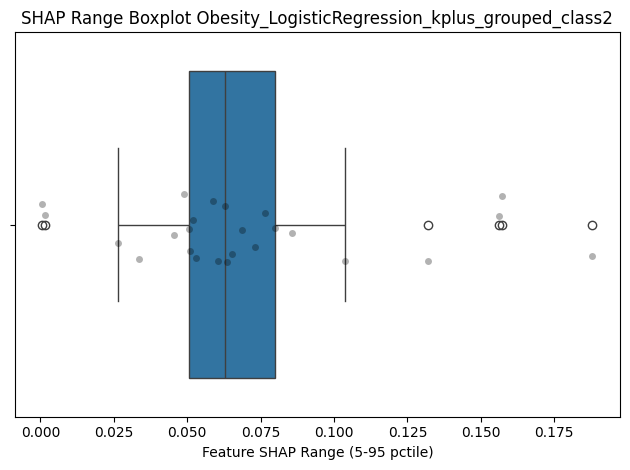 SHAP Range Boxplot Obesity_LogisticRegression_kplus_grouped_class2
0.000 0.025 0.050 0.075 0.100 0.125 0.150 0.175
Feature SHAP Range (5-95 pctile)